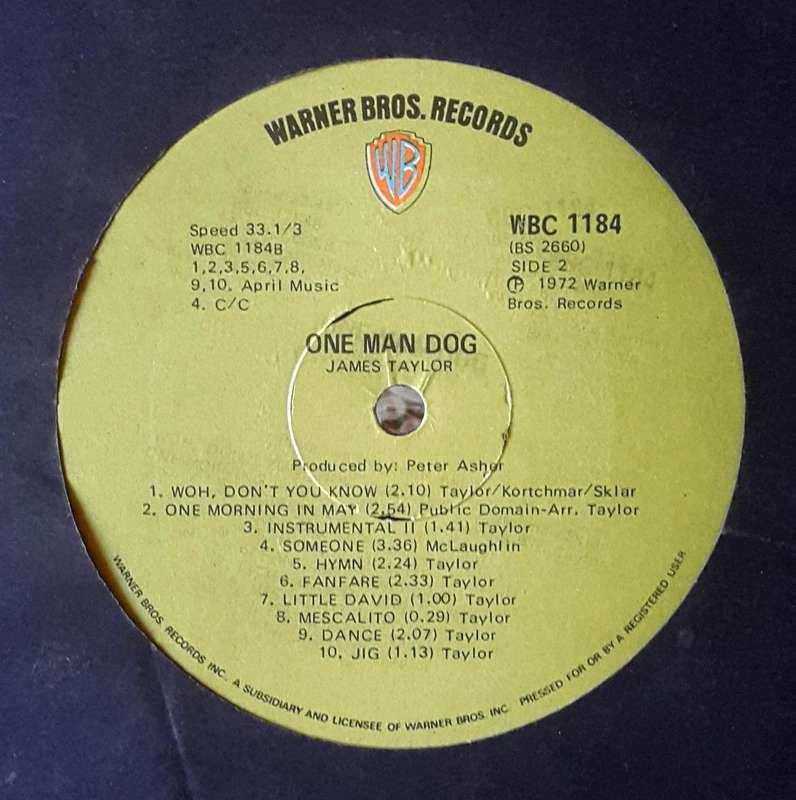 WARNER BROS. RECORDS
WB
Speed 33.1/3
WBC 1184B
1,2,3,5,6,7,8,
9,10. April Music
4. C/C
WBC 1184
(BS 2660)
SIDE 2
Ⓟ 1972 Warner
Bros. Records
ONE MAN DOG
JAMES TAYLOR
Produced by: Peter Asher
1. WOH, DON'T YOU KNOW (2.10) Taylor/Kortchmar/Sklar
2. ONE MORNING IN MAY (2.54) Public Domain-Arr. Taylor
3. INSTRUMENTAL II (1.41) Taylor
4. SOMEONE (3.36) McLaughlin
5. HYMN (2.24) Taylor
6. FANFARE (2.33) Taylor
7. LITTLE DAVID (1.00) Taylor
8. MESCALITO (0.29) Taylor
9. DANCE (2.07) Taylor
10. JIG (1.13) Taylor
WARNER BROS. RECORDS INC. A SUBSIDIARY AND LICENSEE OF WARNER BROS. INC. PRESSED FOR OR BY A REGISTERED USER